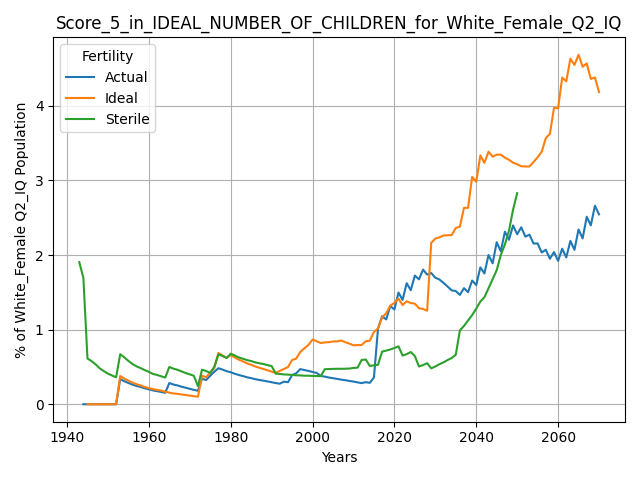 Score_5_in_IDEAL_NUMBER_OF_CHILDREN_for_White_Female_Q2_IQ
Fertility
Actual
Ideal
Sterile
% of White_Female Q2_IQ Population
4
3
2
1
0
1940 1960 1980 2000 2020 2040 2060
Years